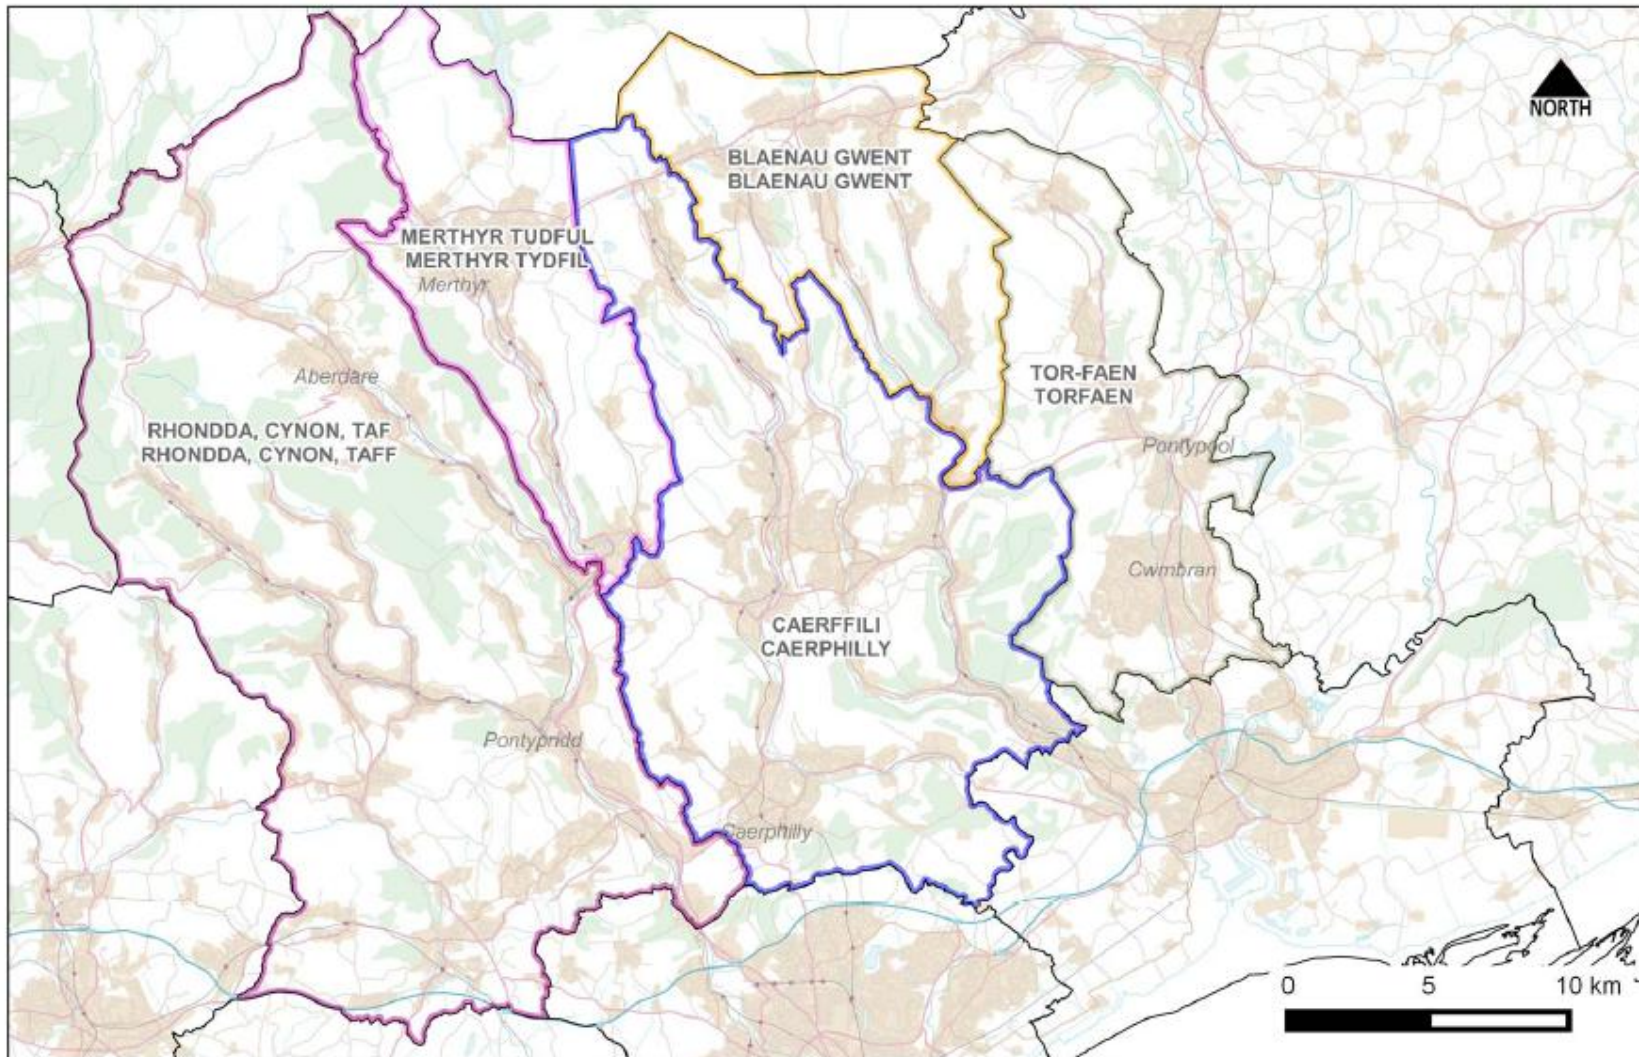 NORTH
BLAENAU GWENT
BLAENAU GWENT
MERTHYR TUDFUL
MERTHYR TYDFIL
Merthyr
Aberdare
TOR-FAEN
TORFAEN
RHONDDA, CYNON, TAF
RHONDDA, CYNON, TAFF
Pontypool
Cwmbran
CAERFFILI
CAERPHILLY
Pontypridd
Caerphilly
0 5 10 km